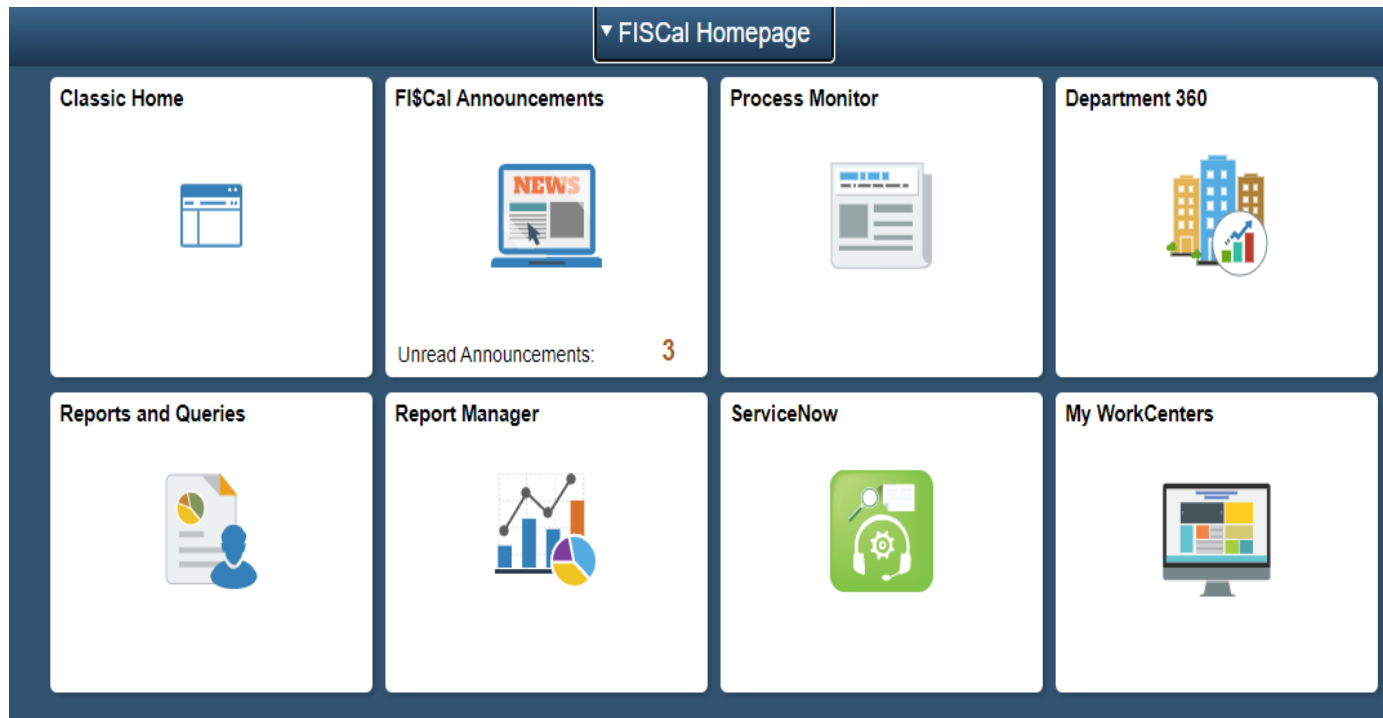 ▾ FISCal Homepage
Classic Home
FI$Cal Announcements
Process Monitor
Department 360
NEWS
Unread Announcements: 3
Reports and Queries
Report Manager
ServiceNow
My WorkCenters